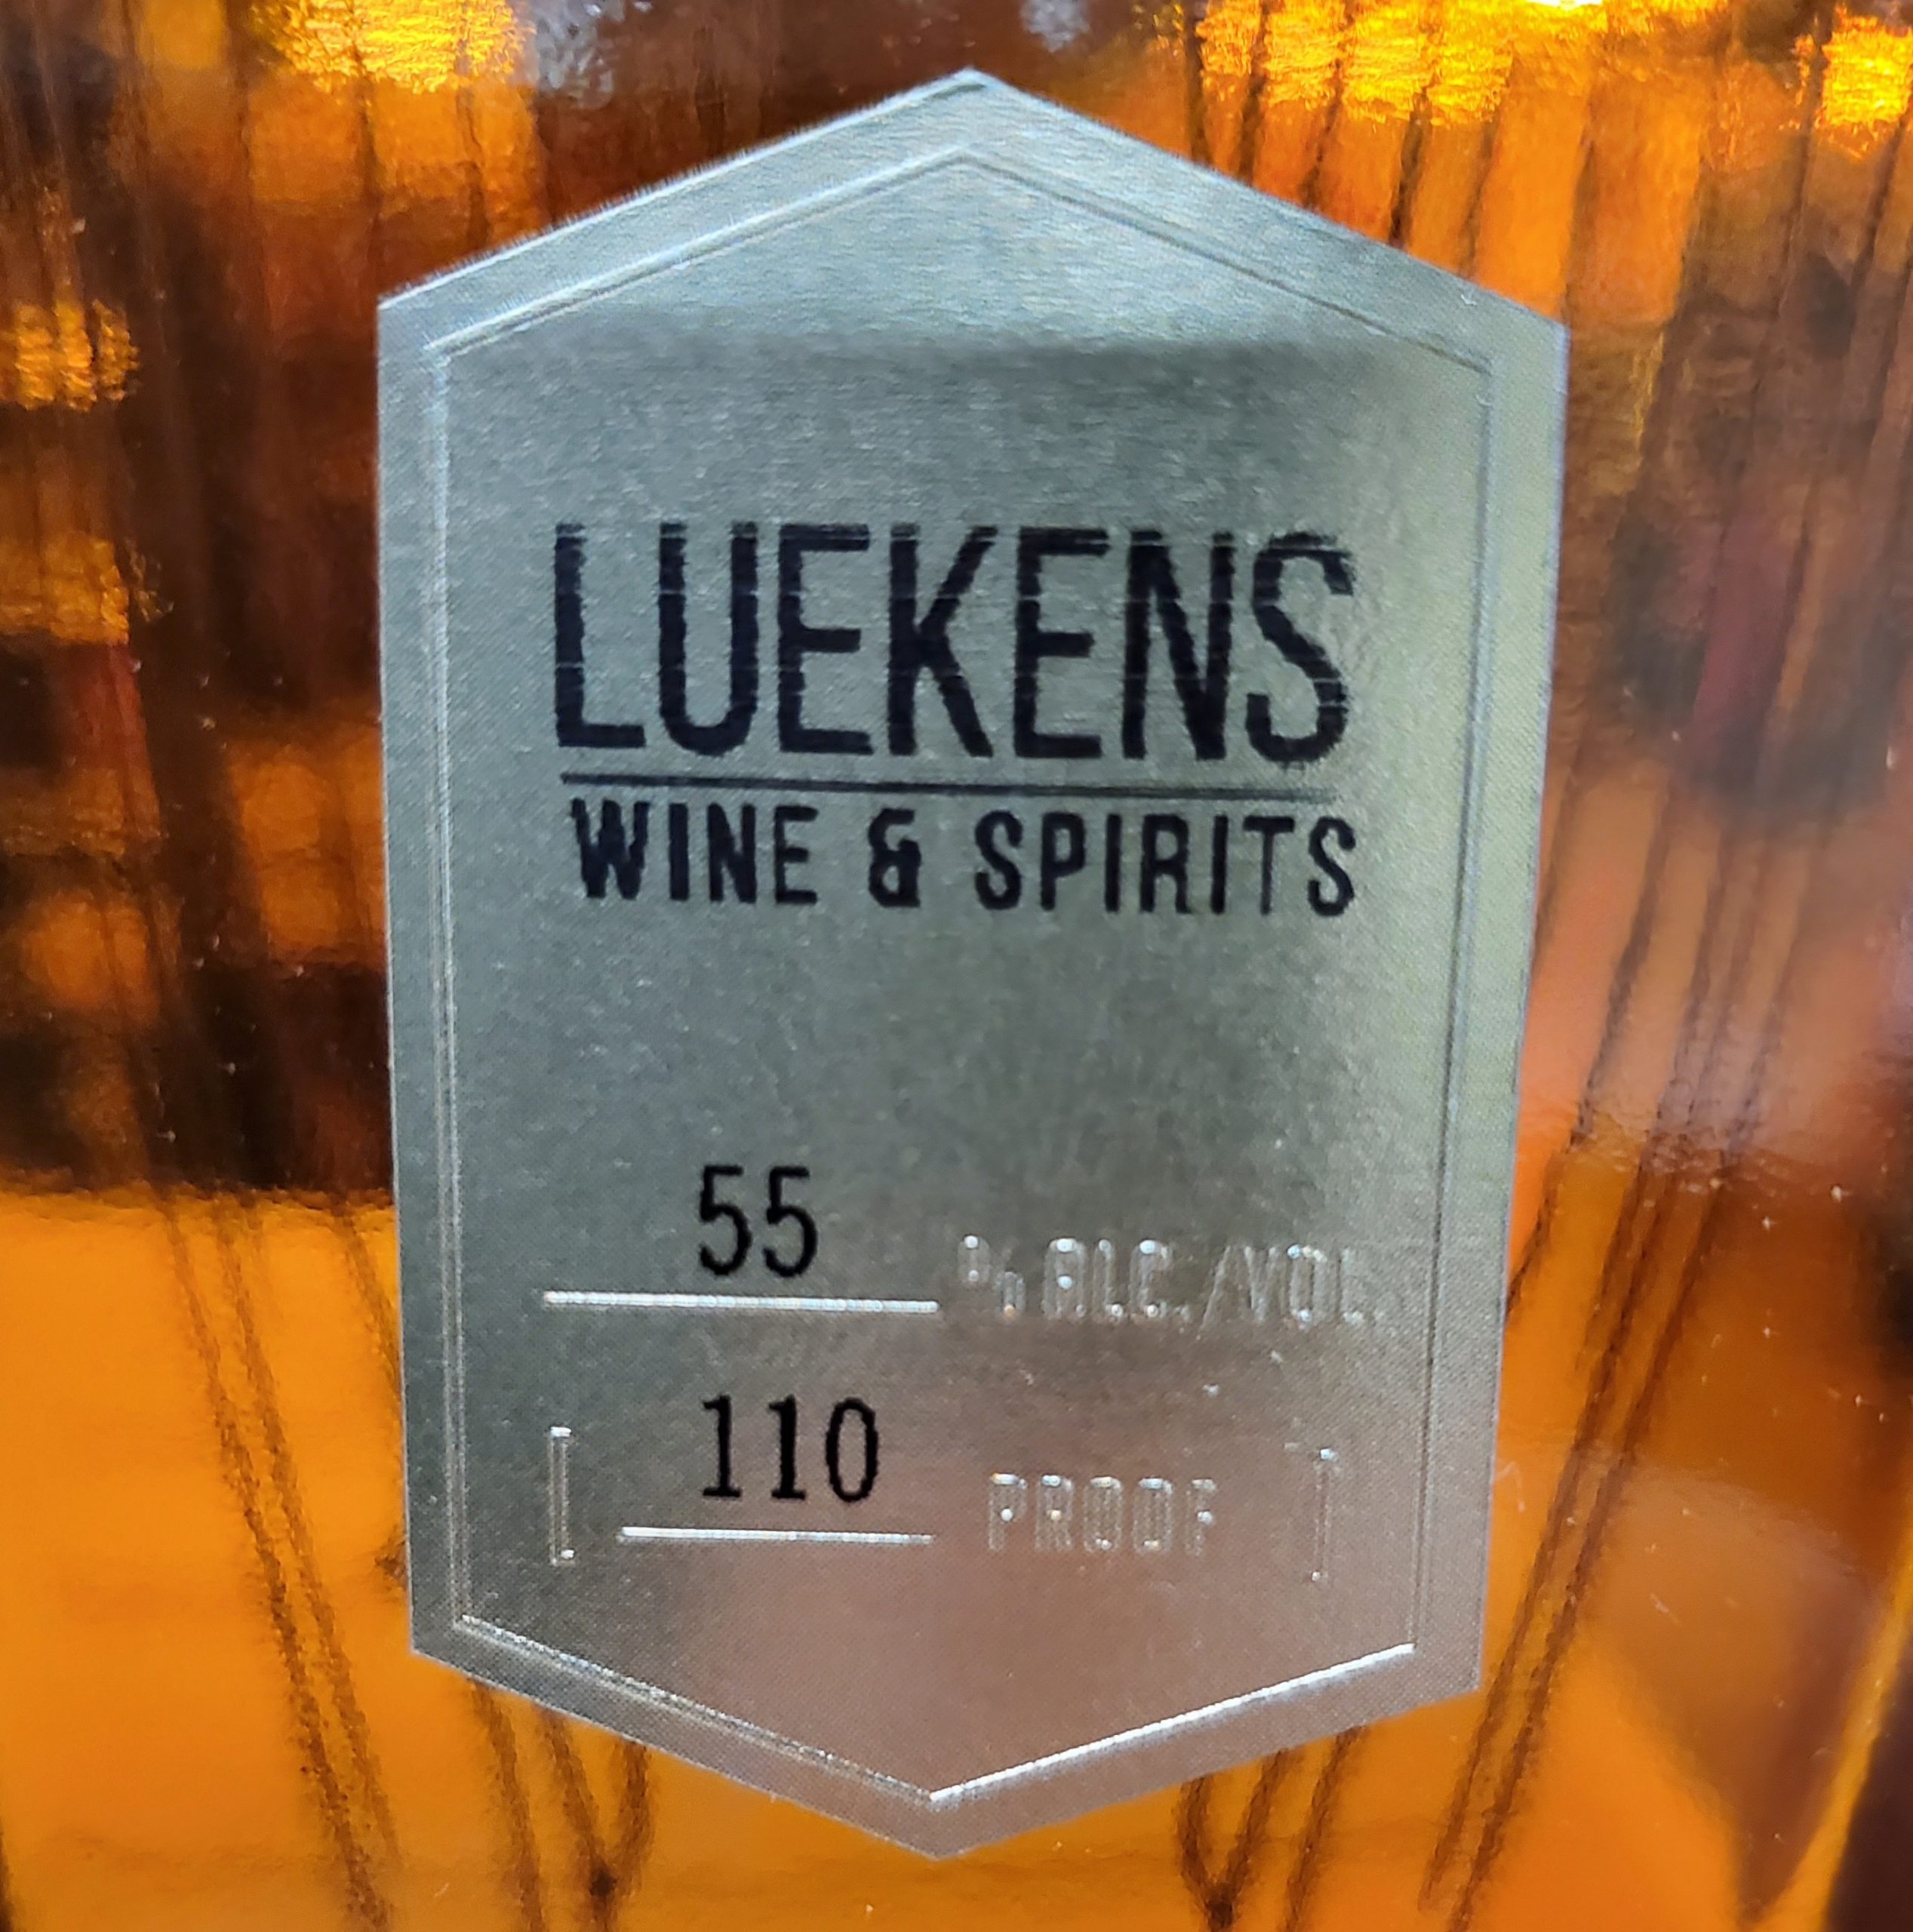 LUEKENS
WINE & SPIRITS
55 % ALC./VOL.
[ 110 PROOF ]